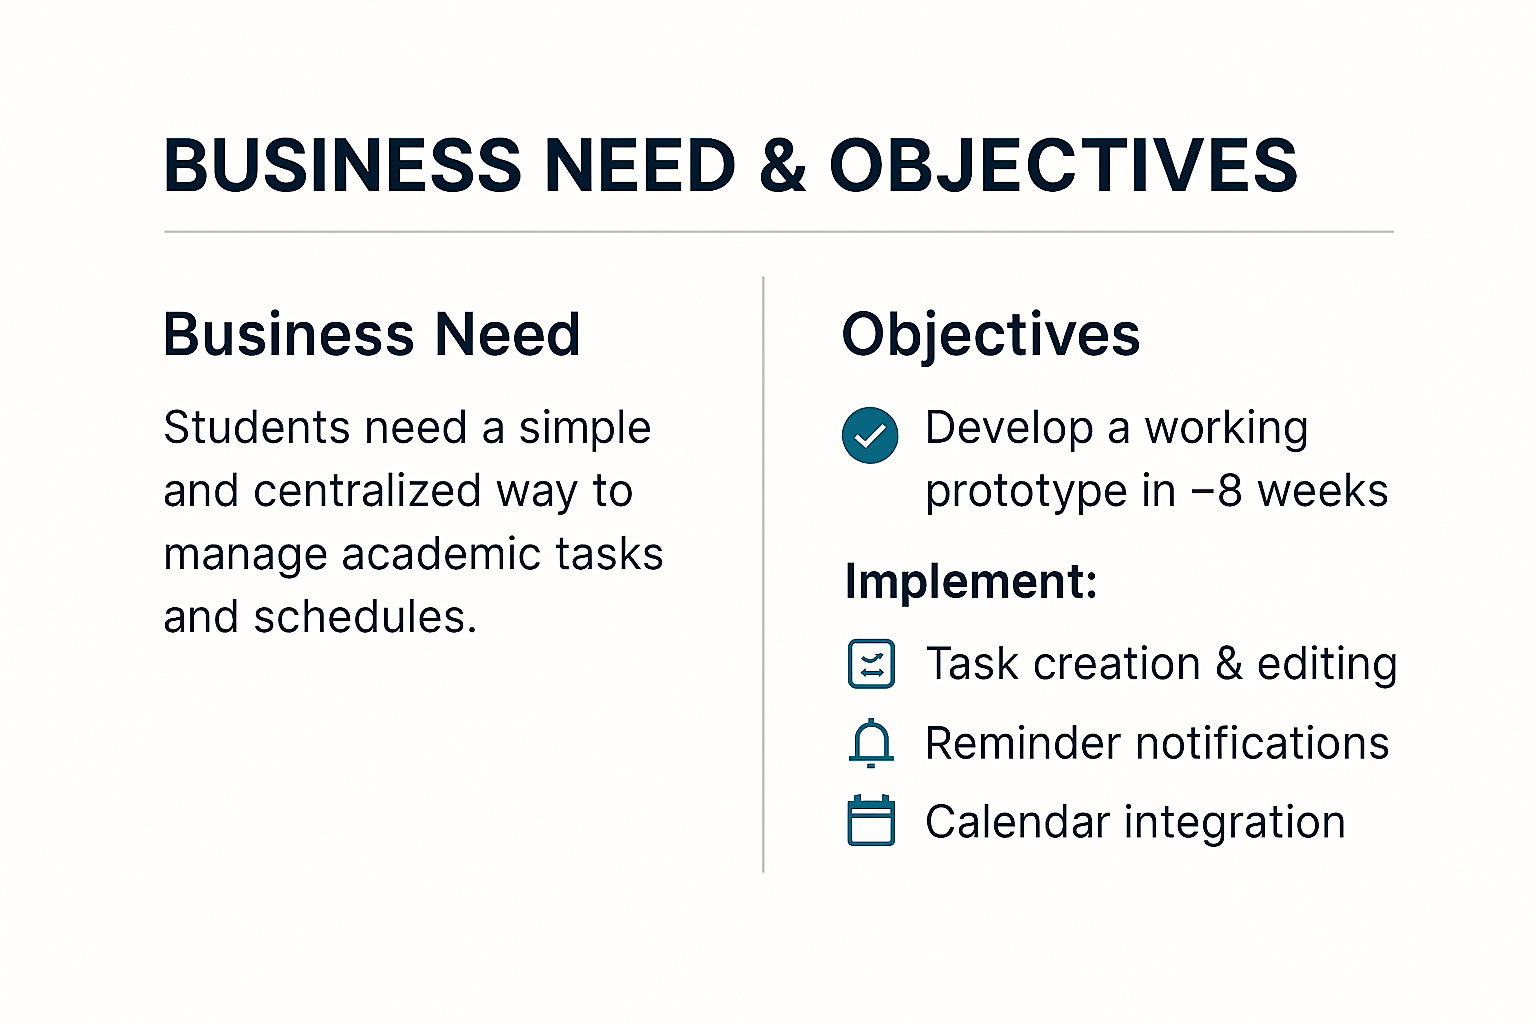 BUSINESS NEED & OBJECTIVES
Business Need
Students need a simple
and centralized way to
manage academic tasks
and schedules.
Objectives
Develop a working
prototype in –8 weeks
Implement:
Task creation & editing
Reminder notifications
Calendar integration